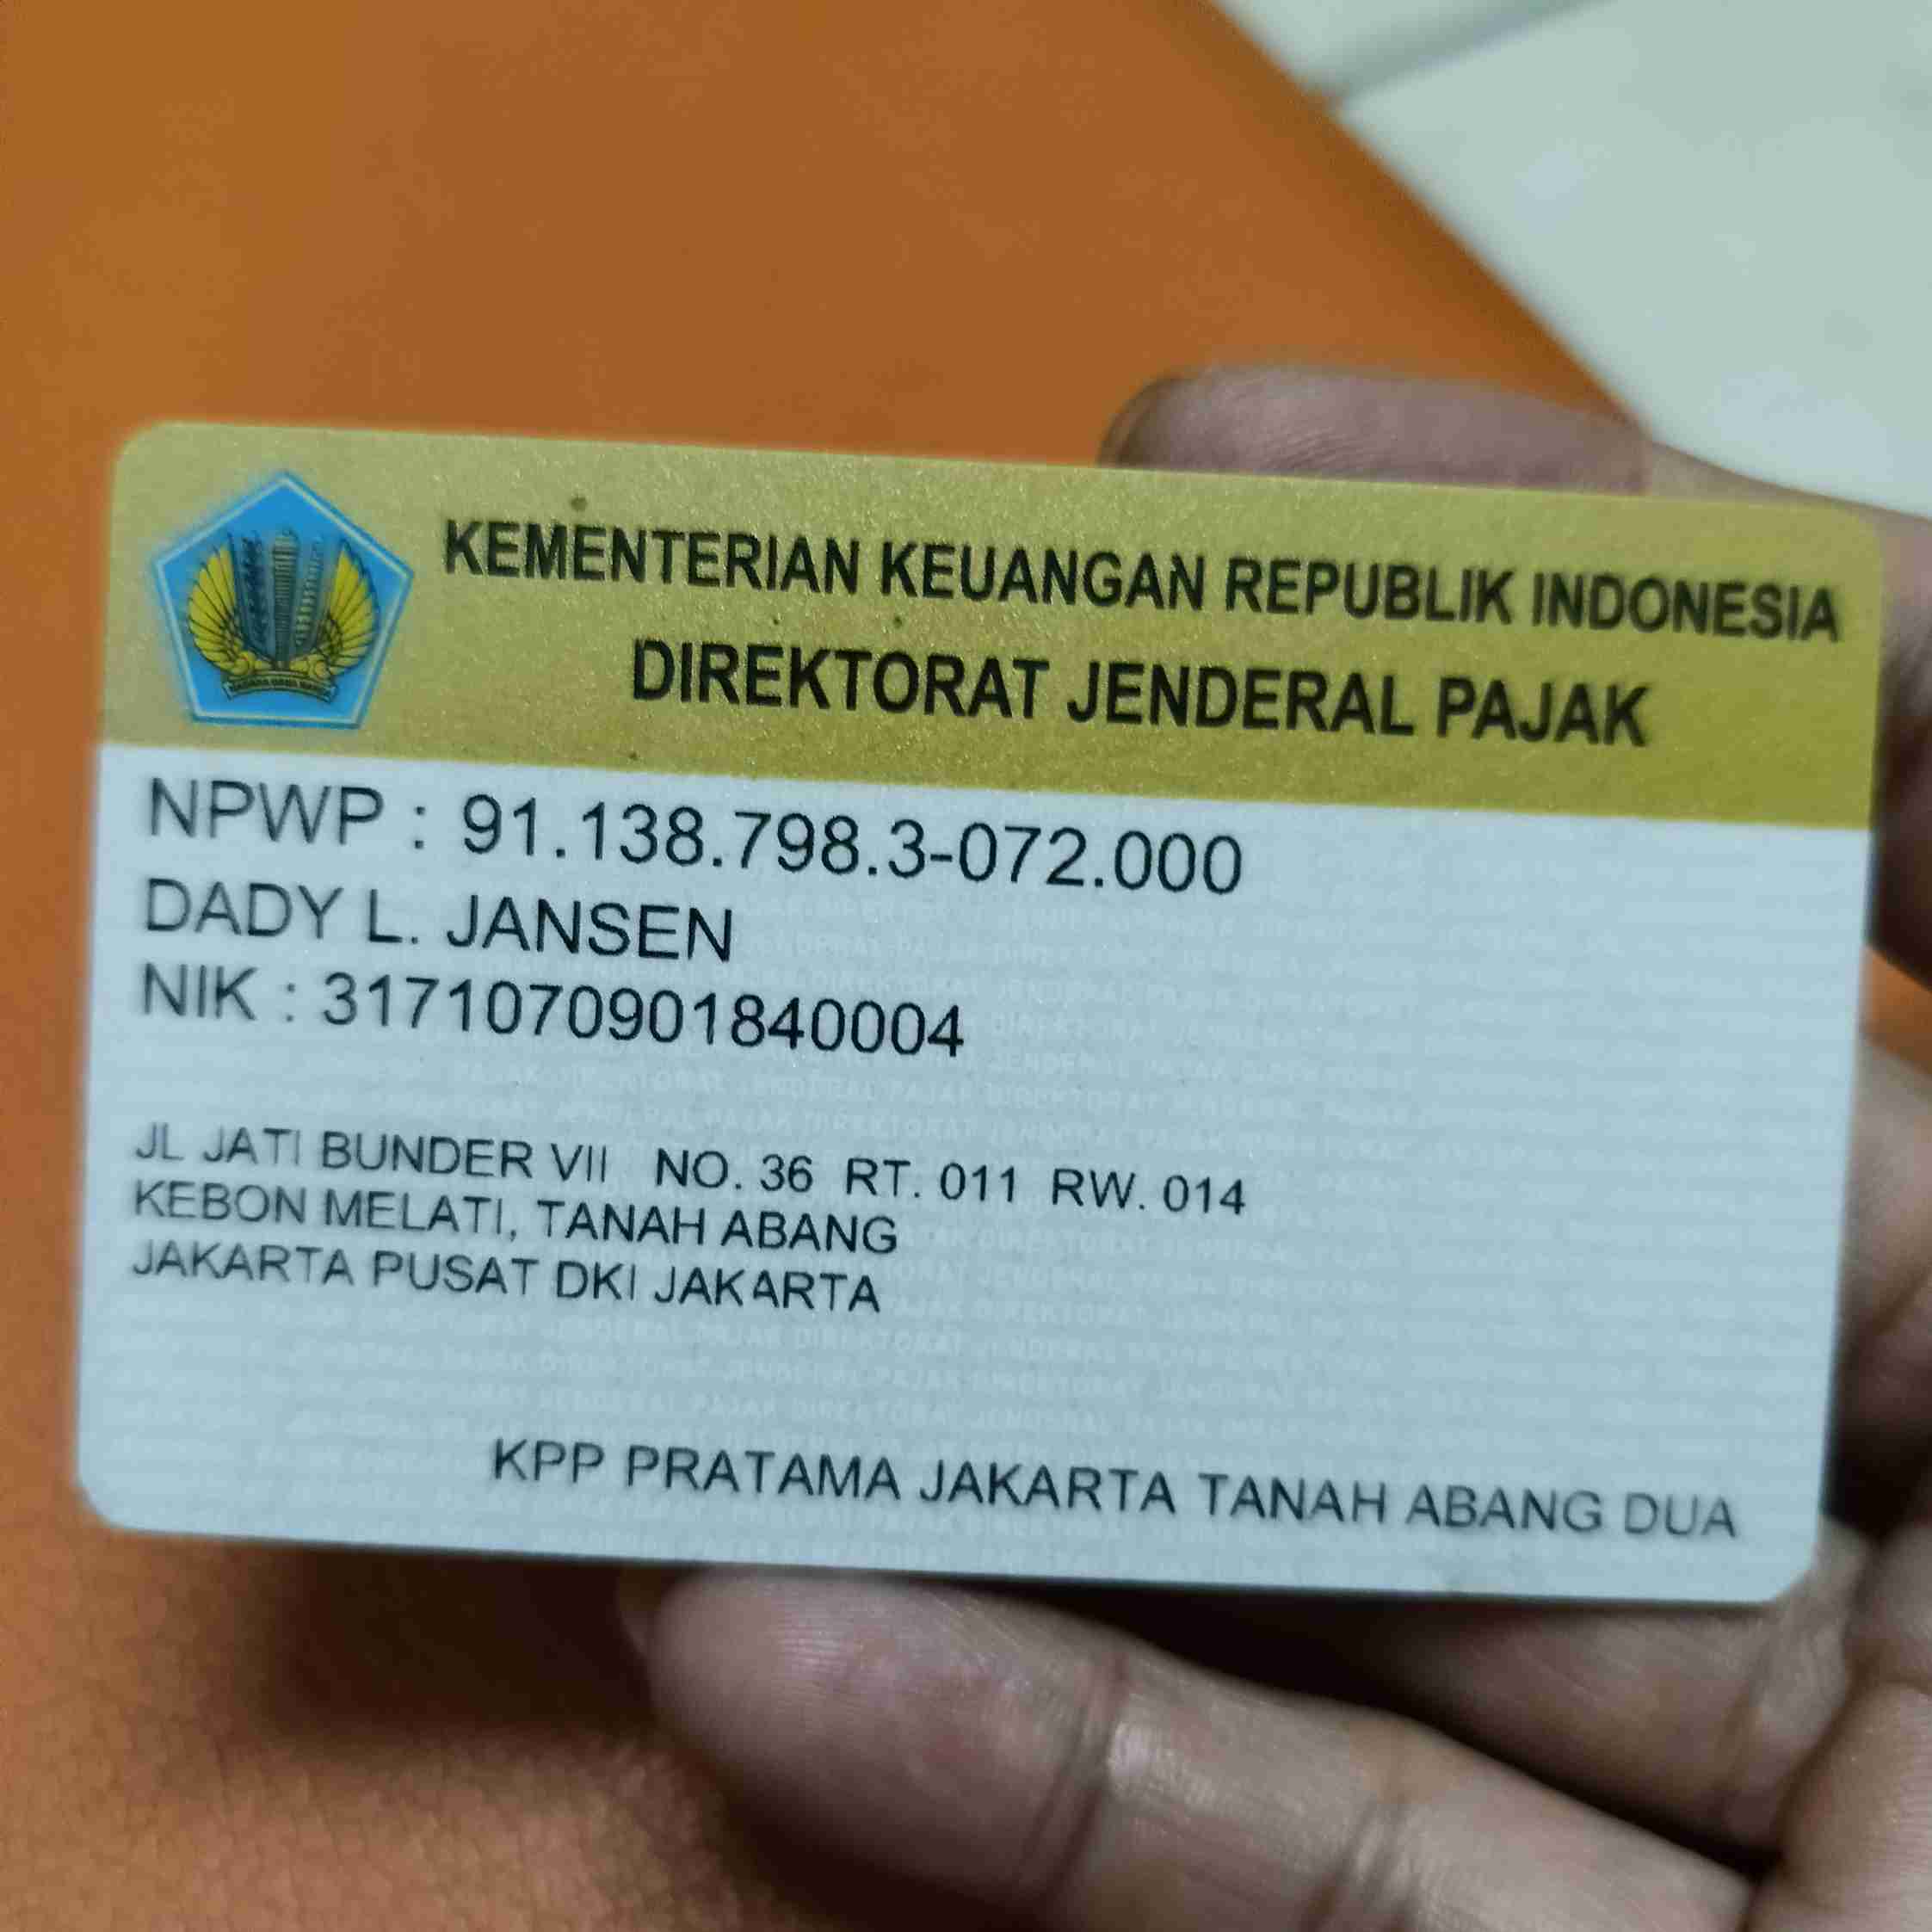 KEMENTERIAN KEUANGAN REPUBLIK INDONESIA
DIREKTORAT JENDERAL PAJAK
NPWP : 91.138.798.3-072.000
DADY L. JANSEN
NIK : 3171070901840004
JL JATI BUNDER VII NO. 36 RT. 011 RW. 014
KEBON MELATI, TANAH ABANG
JAKARTA PUSAT DKI JAKARTA
KPP PRATAMA JAKARTA TANAH ABANG DUA